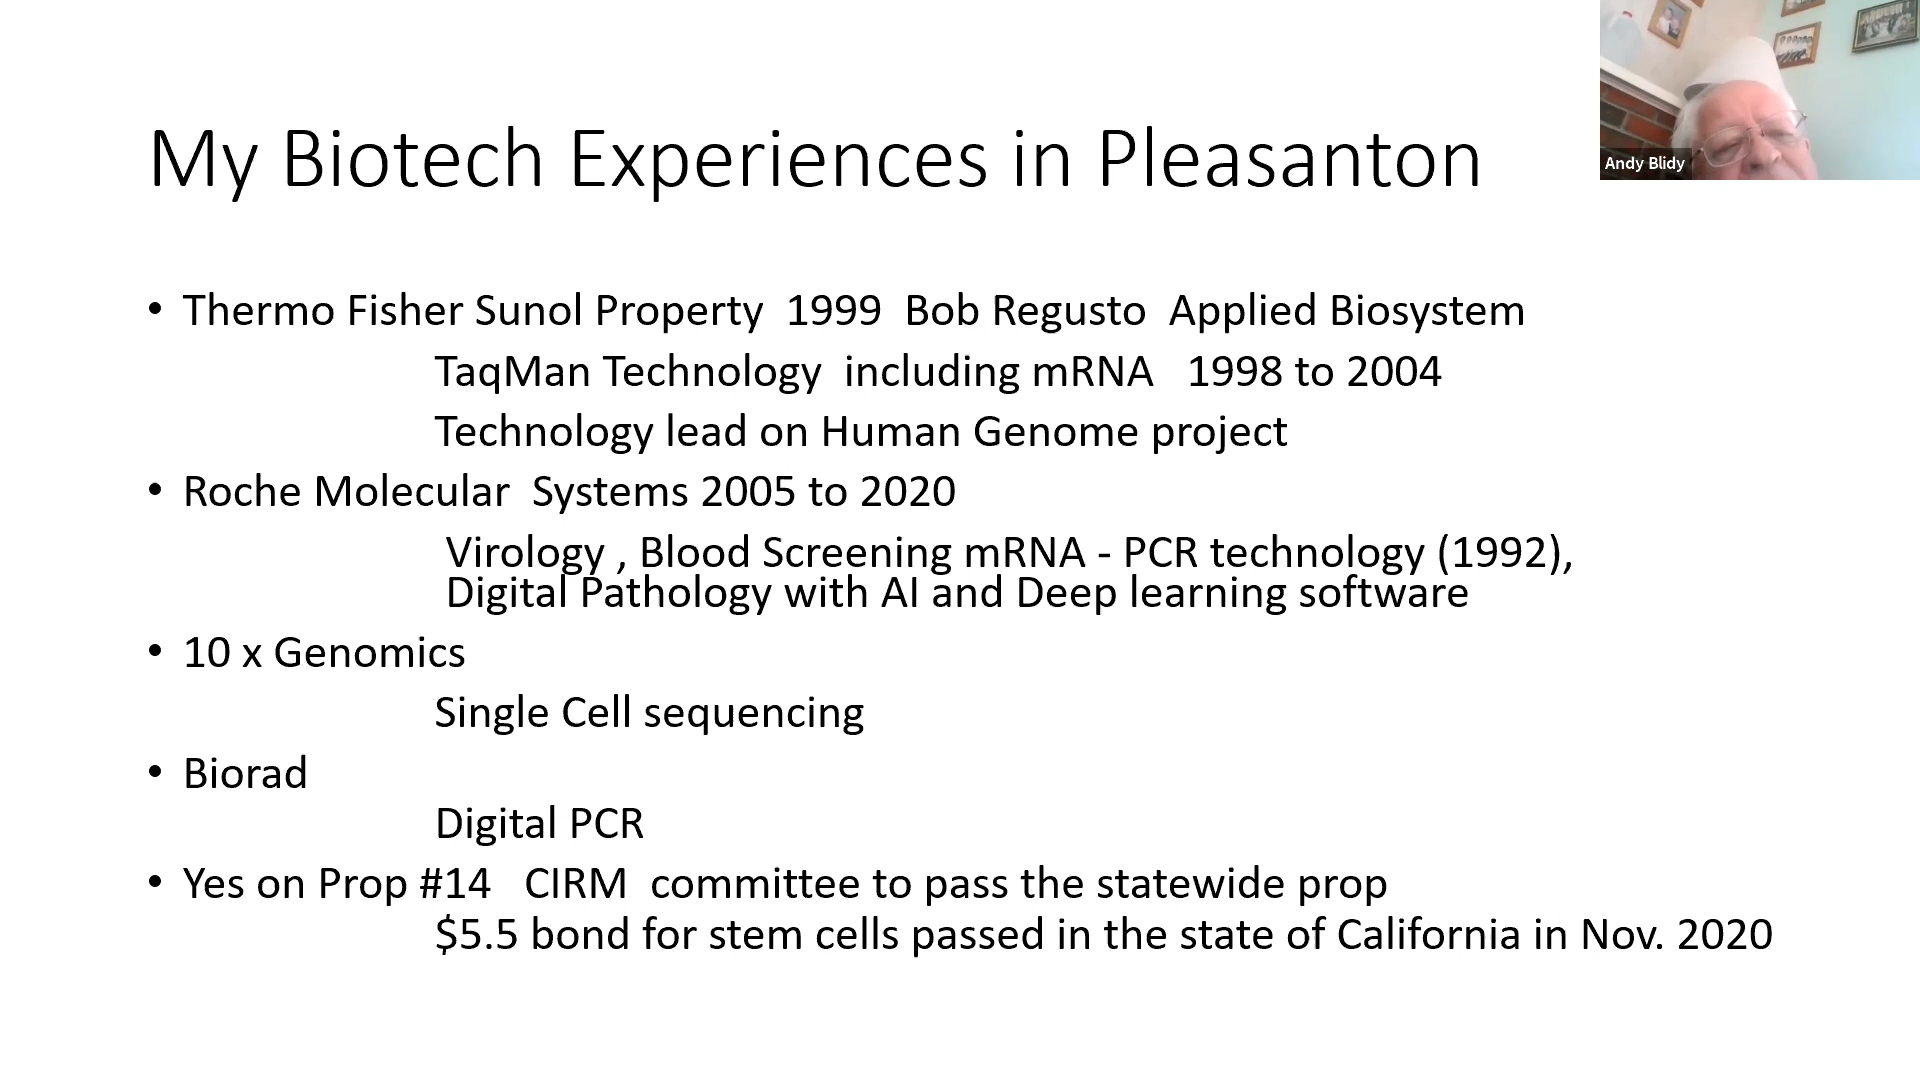 My Biotech Experiences in Pleasanton
Andy Blidy
• Thermo Fisher Sunol Property 1999 Bob Regusto Applied Biosystem
TaqMan Technology including mRNA 1998 to 2004
Technology lead on Human Genome project
• Roche Molecular Systems 2005 to 2020
Virology , Blood Screening mRNA - PCR technology (1992),
Digital Pathology with AI and Deep learning software
• 10 x Genomics
Single Cell sequencing
• Biorad
Digital PCR
• Yes on Prop #14 CIRM committee to pass the statewide prop
$5.5 bond for stem cells passed in the state of California in Nov. 2020